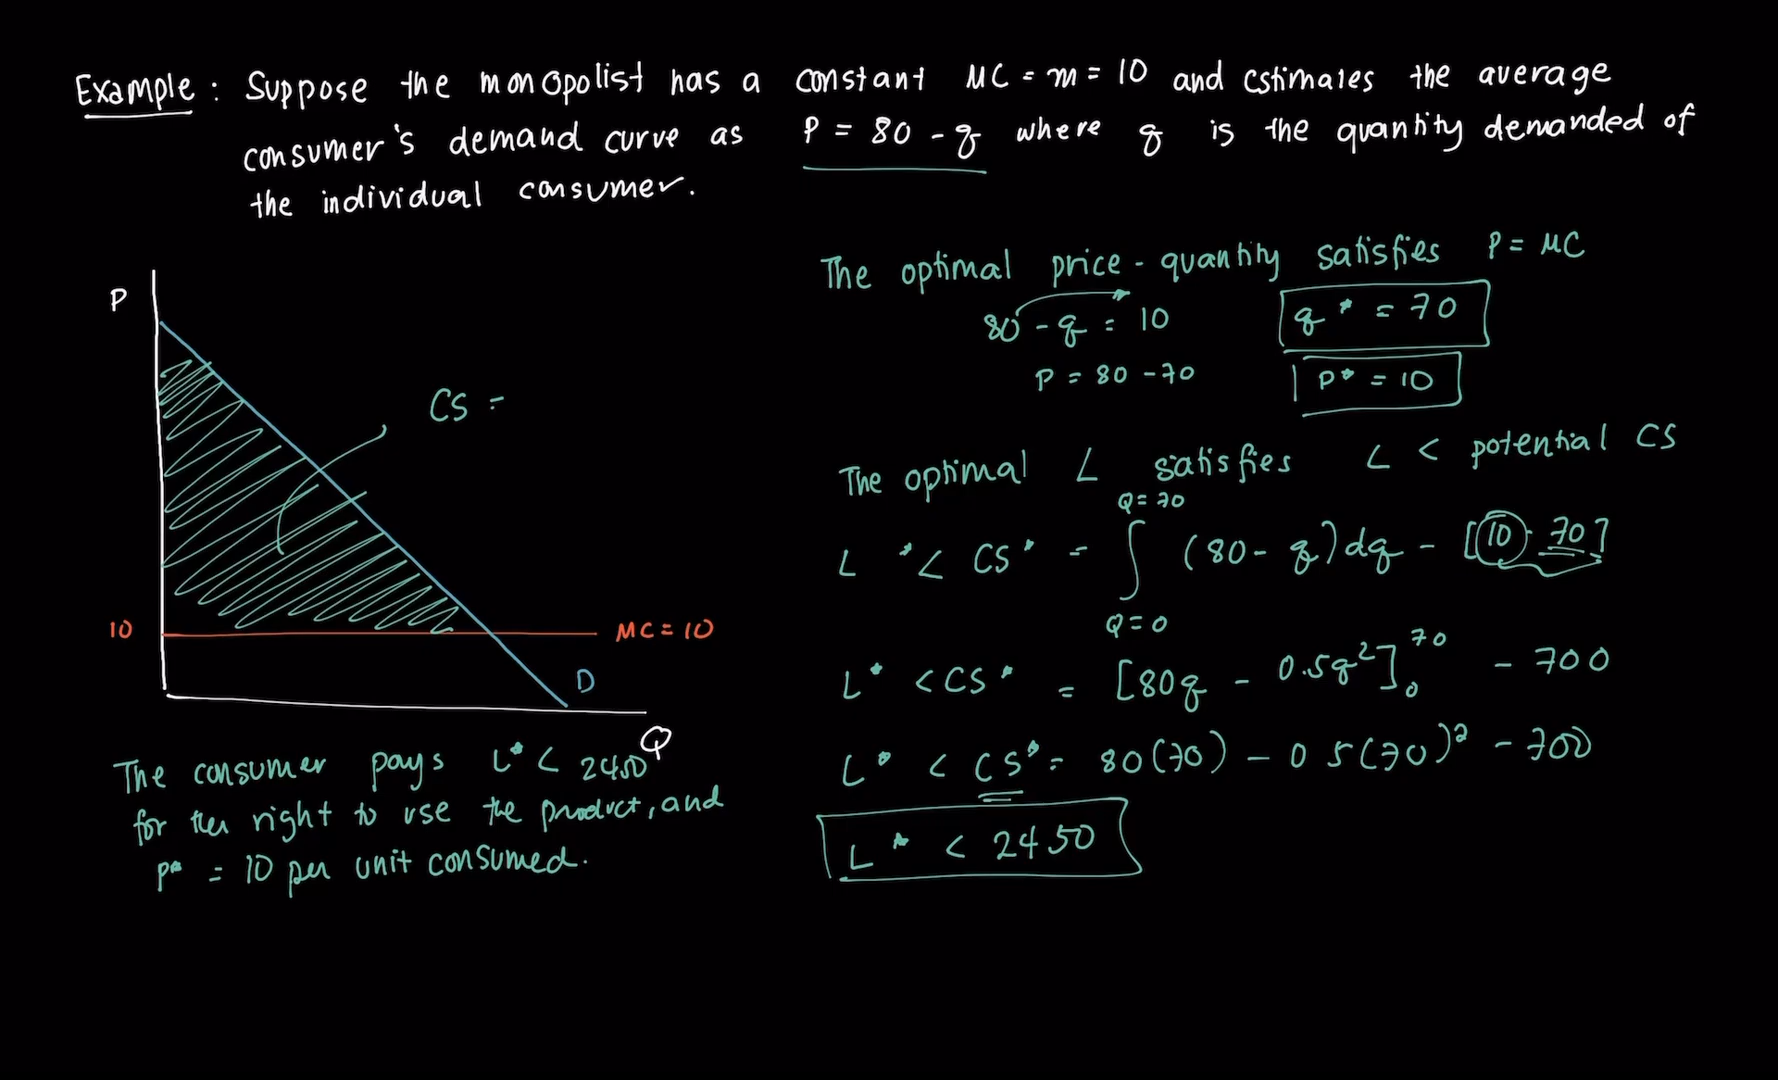 Example: Suppose the monopolist has a constant MC = m = 10 and estimates the average
consumer's demand curve as P = 80 - q where q is the quantity demanded of
the individual consumer.
P
CS =
10
MC = 10
D
Q
The consumer pays L* < 2450
for the right to use the product, and
P* = 10 per unit consumed.
The optimal price-quantity satisfies P = MC
80 - q = 10
q* = 70
P = 80 - 70
P* = 10
The optimal L satisfies L < potential CS
Q = 70
L* < CS* = ∫ (80 - q)dq - [10 · 70]
Q = 0
L* < CS* = [80q - 0.5q²]₀⁷⁰ - 700
L* < CS* = 80(70) - 0.5(70)² - 700
L* < 2450